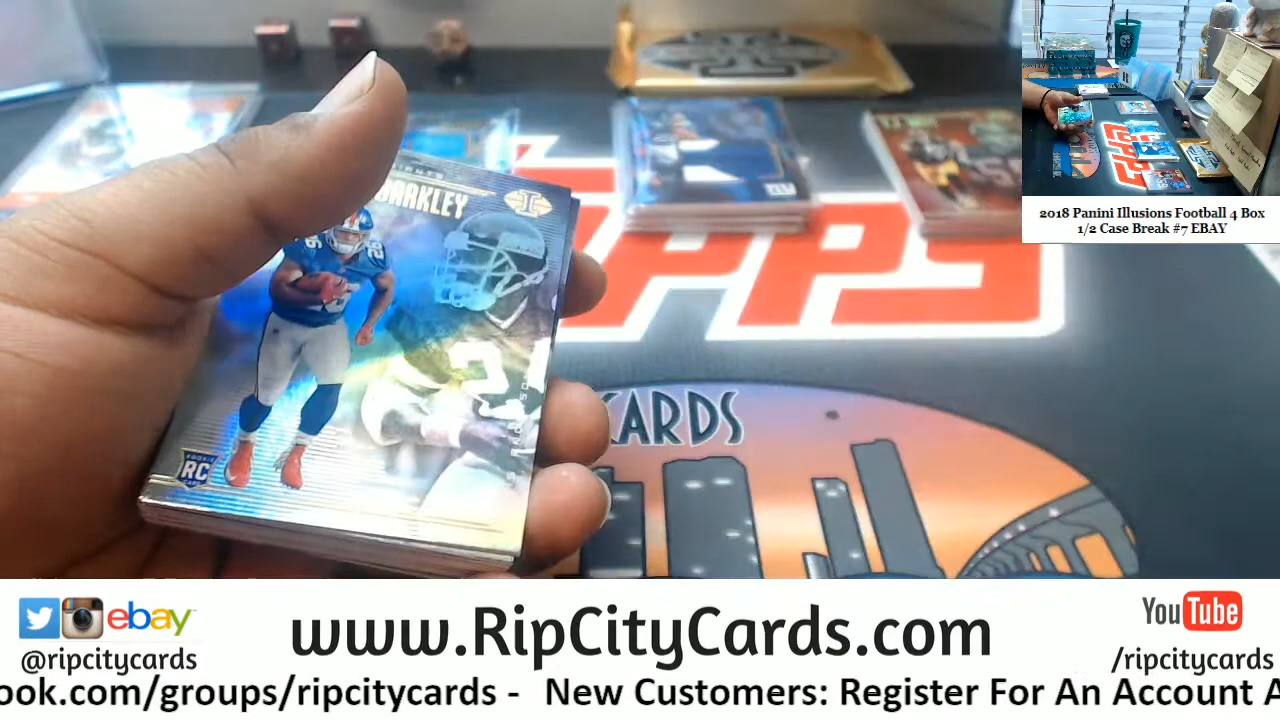 BARKLEY
RC
CARDS
2018 Panini Illusions Football 4 Box
1/2 Case Break #7 EBAY
ebay
@ripcitycards
www.RipCityCards.com
YouTube
/ripcitycards
ook.com/groups/ripcitycards - New Customers: Register For An Account A